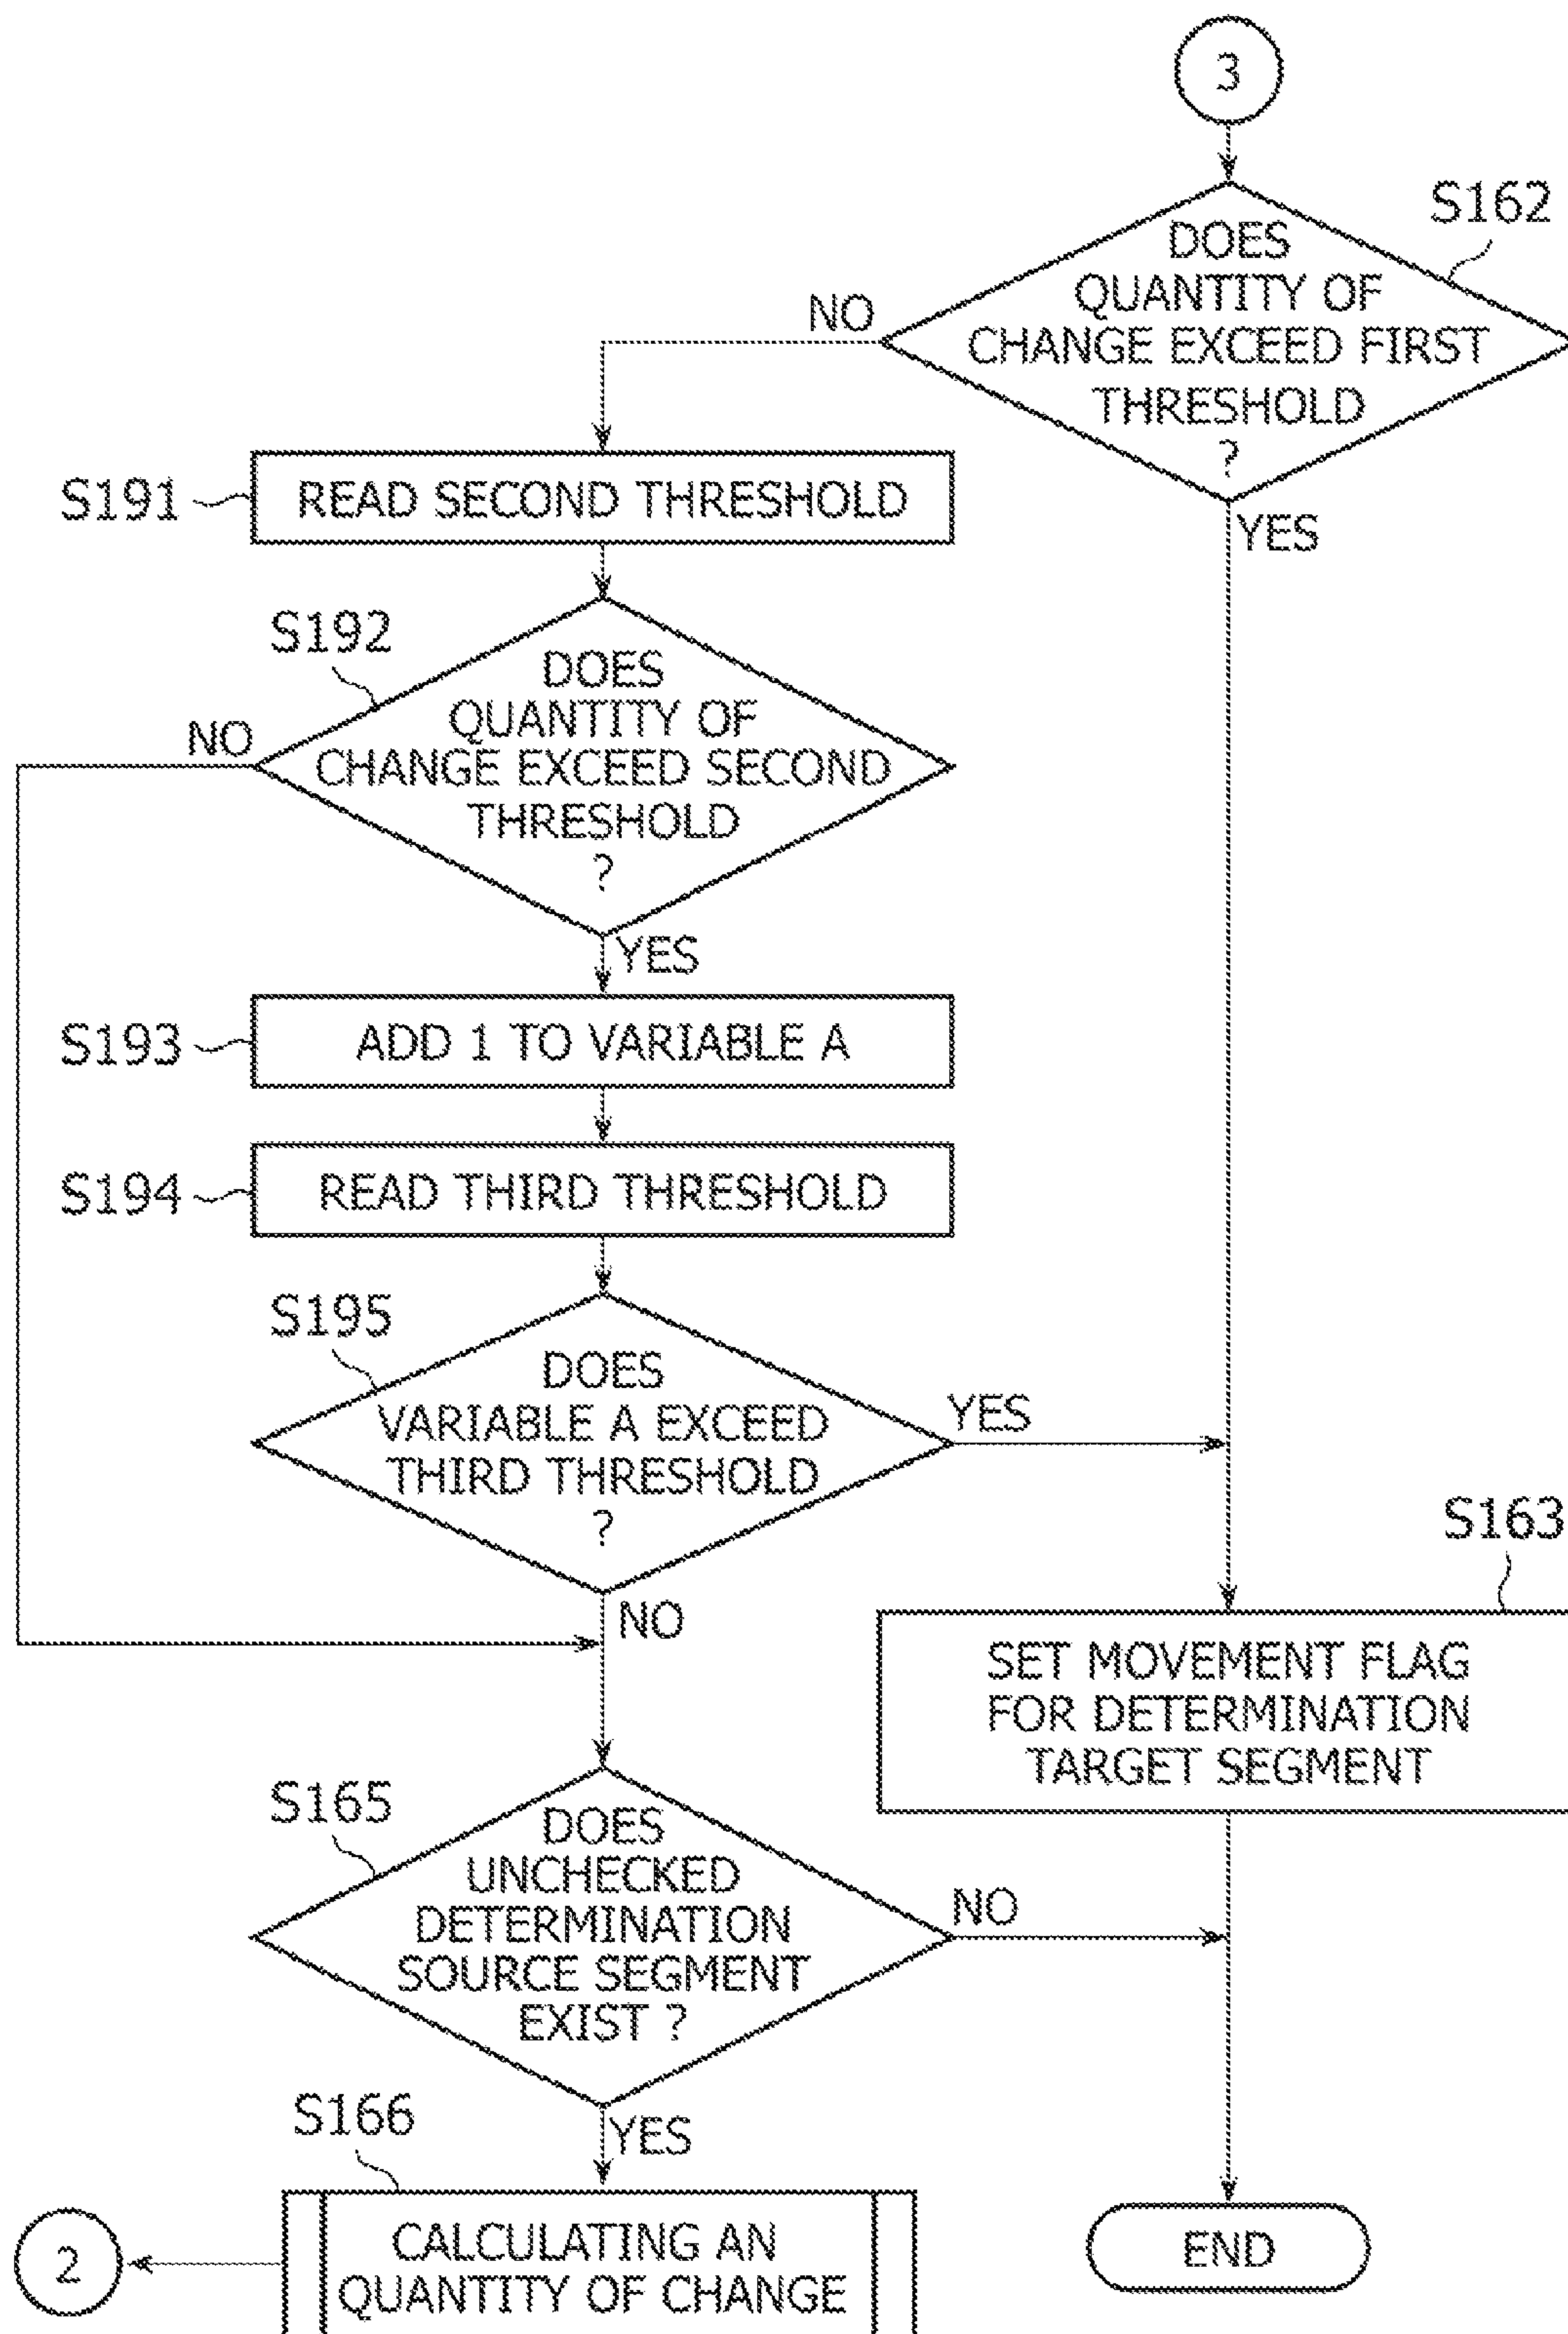 3
S162
DOES
QUANTITY OF
CHANGE EXCEED FIRST
THRESHOLD
?
NO
YES
S191
READ SECOND THRESHOLD
S192
DOES
QUANTITY OF
CHANGE EXCEED SECOND
THRESHOLD
?
NO
YES
S193
ADD 1 TO VARIABLE A
S194
READ THIRD THRESHOLD
S195
DOES
VARIABLE A EXCEED
THIRD THRESHOLD
?
YES
NO
S163
SET MOVEMENT FLAG
FOR DETERMINATION
TARGET SEGMENT
S165
DOES
UNCHECKED
DETERMINATION
SOURCE SEGMENT
EXIST ?
NO
YES
S166
CALCULATING AN
QUANTITY OF CHANGE
2
END